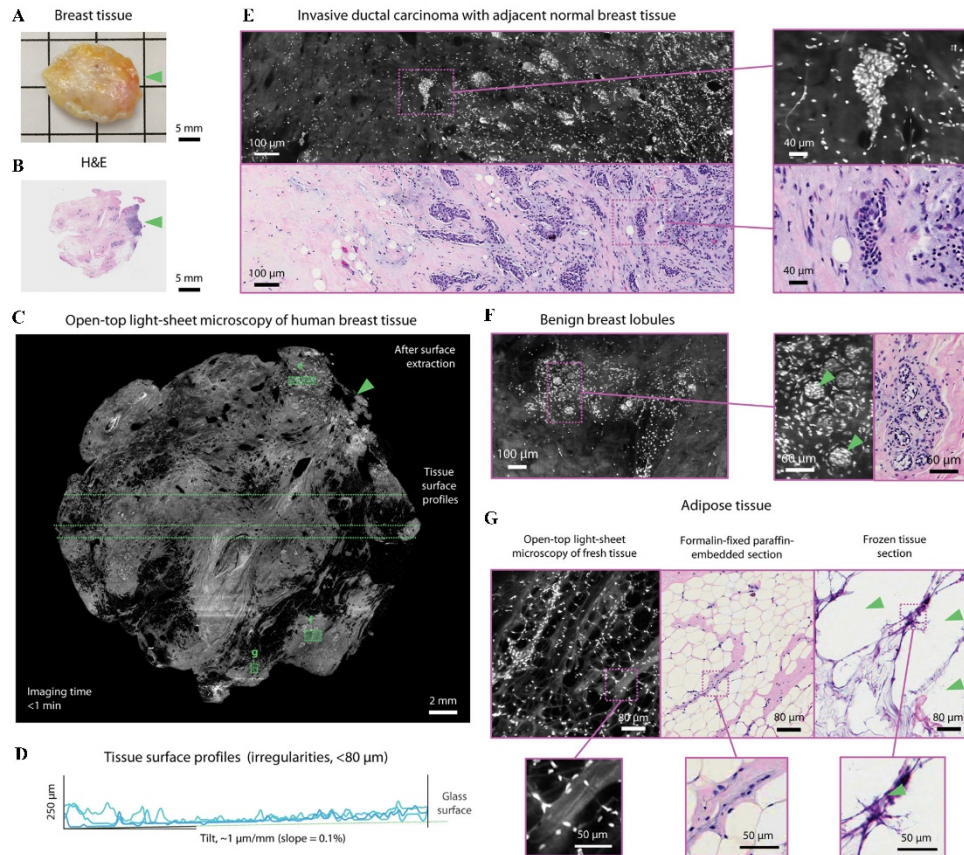 A
Breast tissue
5 mm
B
H&E
5 mm
C
Open-top light-sheet microscopy of human breast tissue
After surface
extraction
e
Tissue
surface
profiles
f
g
Imaging time
<1 min
2 mm
D
Tissue surface profiles (irregularities, <80 μm)
250 μm
Glass
surface
Tilt, ~1 μm/mm (slope = 0.1%)
E
Invasive ductal carcinoma with adjacent normal breast tissue
100 μm
40 μm
100 μm
40 μm
F
Benign breast lobules
100 μm
60 μm
60 μm
G
Adipose tissue
Open-top light-sheet
microscopy of fresh tissue
Formalin-fixed paraffin-
embedded section
Frozen tissue
section
80 μm
80 μm
80 μm
50 μm
50 μm
50 μm